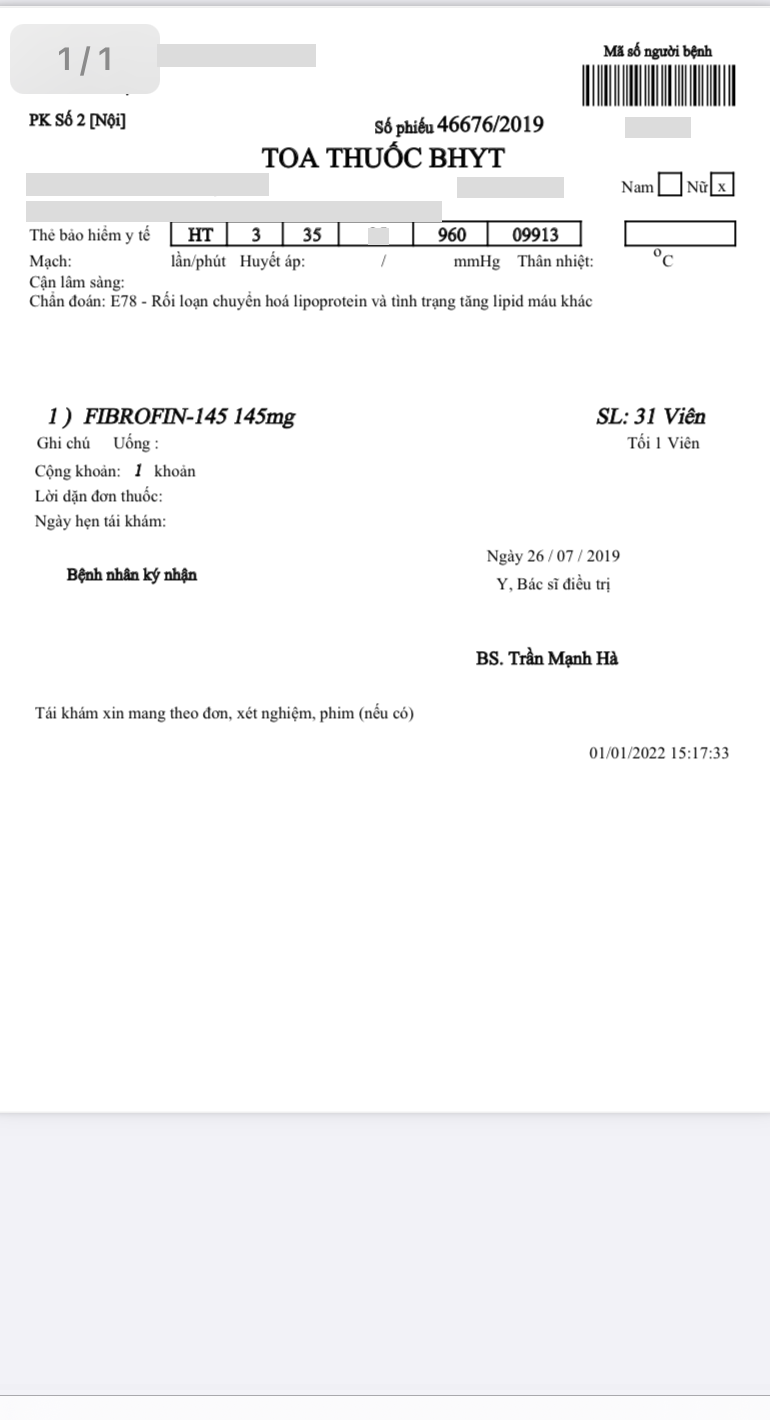 1/1
Mã số người bệnh
PK Số 2 [Nội]
Số phiếu 46676/2019
TOA THUỐC BHYT
Nam Nữ x
Thẻ bảo hiểm y tế HT 3 35 960 09913
Mạch: lần/phút Huyết áp: / mmHg Thân nhiệt: °C
Cận lâm sàng:
Chẩn đoán: E78 - Rối loạn chuyển hoá lipoprotein và tình trạng tăng lipid máu khác
1 ) FIBROFIN-145 145mg SL: 31 Viên
Ghi chú Uống : Tối 1 Viên
Cộng khoản: 1 khoản
Lời dặn đơn thuốc:
Ngày hẹn tái khám:
Ngày 26 / 07 / 2019
Bệnh nhân ký nhận
Y, Bác sĩ điều trị
BS. Trần Mạnh Hà
Tái khám xin mang theo đơn, xét nghiệm, phim (nếu có)
01/01/2022 15:17:33